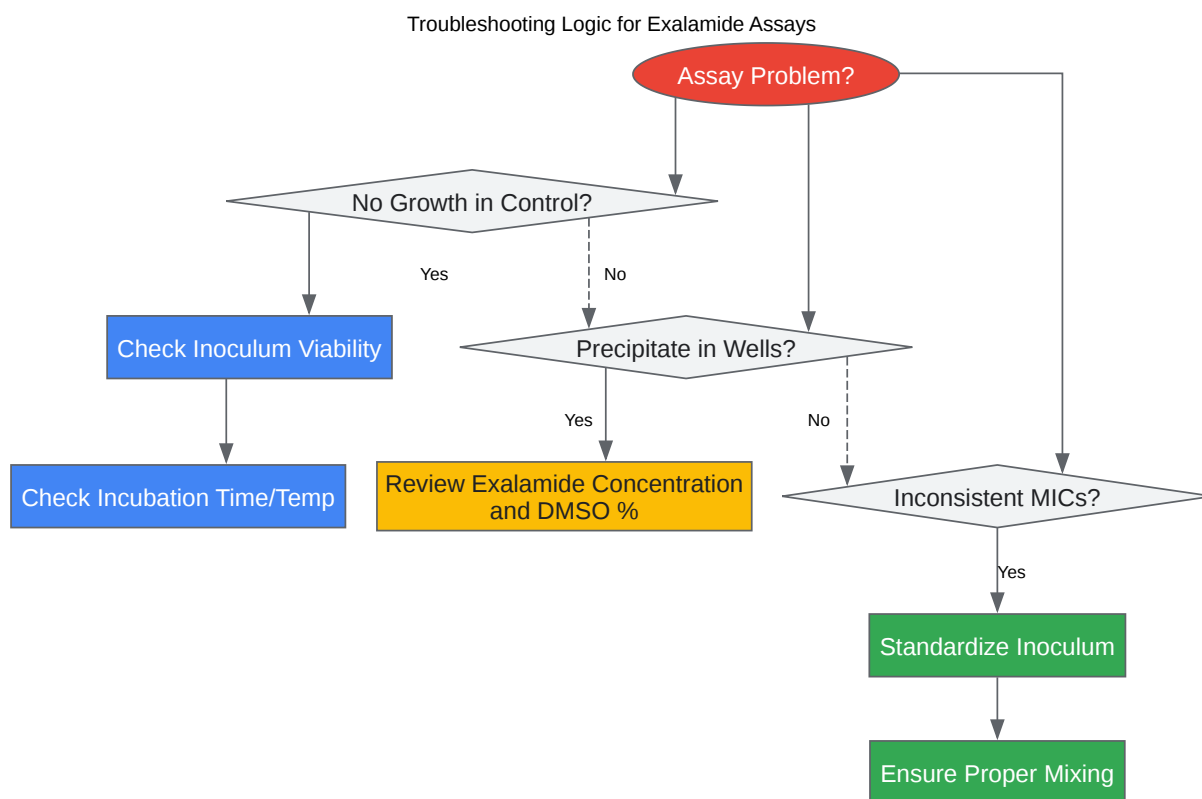 Troubleshooting Logic for Exalamide Assays
Assay Problem?
No Growth in Control?
Yes
No
Check Inoculum Viability
Precipitate in Wells?
Yes
No
Check Incubation Time/Temp
Review Exalamide Concentration
and DMSO %
Inconsistent MICs?
Yes
Standardize Inoculum
Ensure Proper Mixing